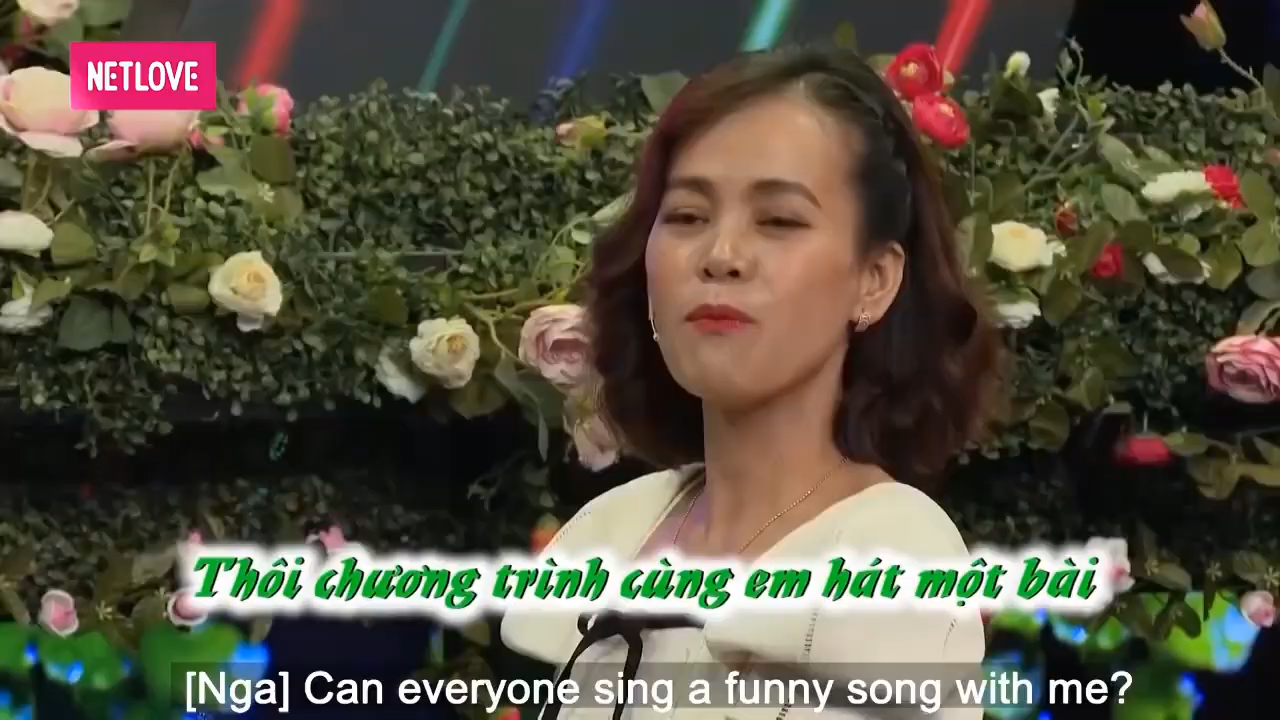 NETLOVE
Thôi chương trình cùng em hát một bài
[Nga] Can everyone sing a funny song with me?